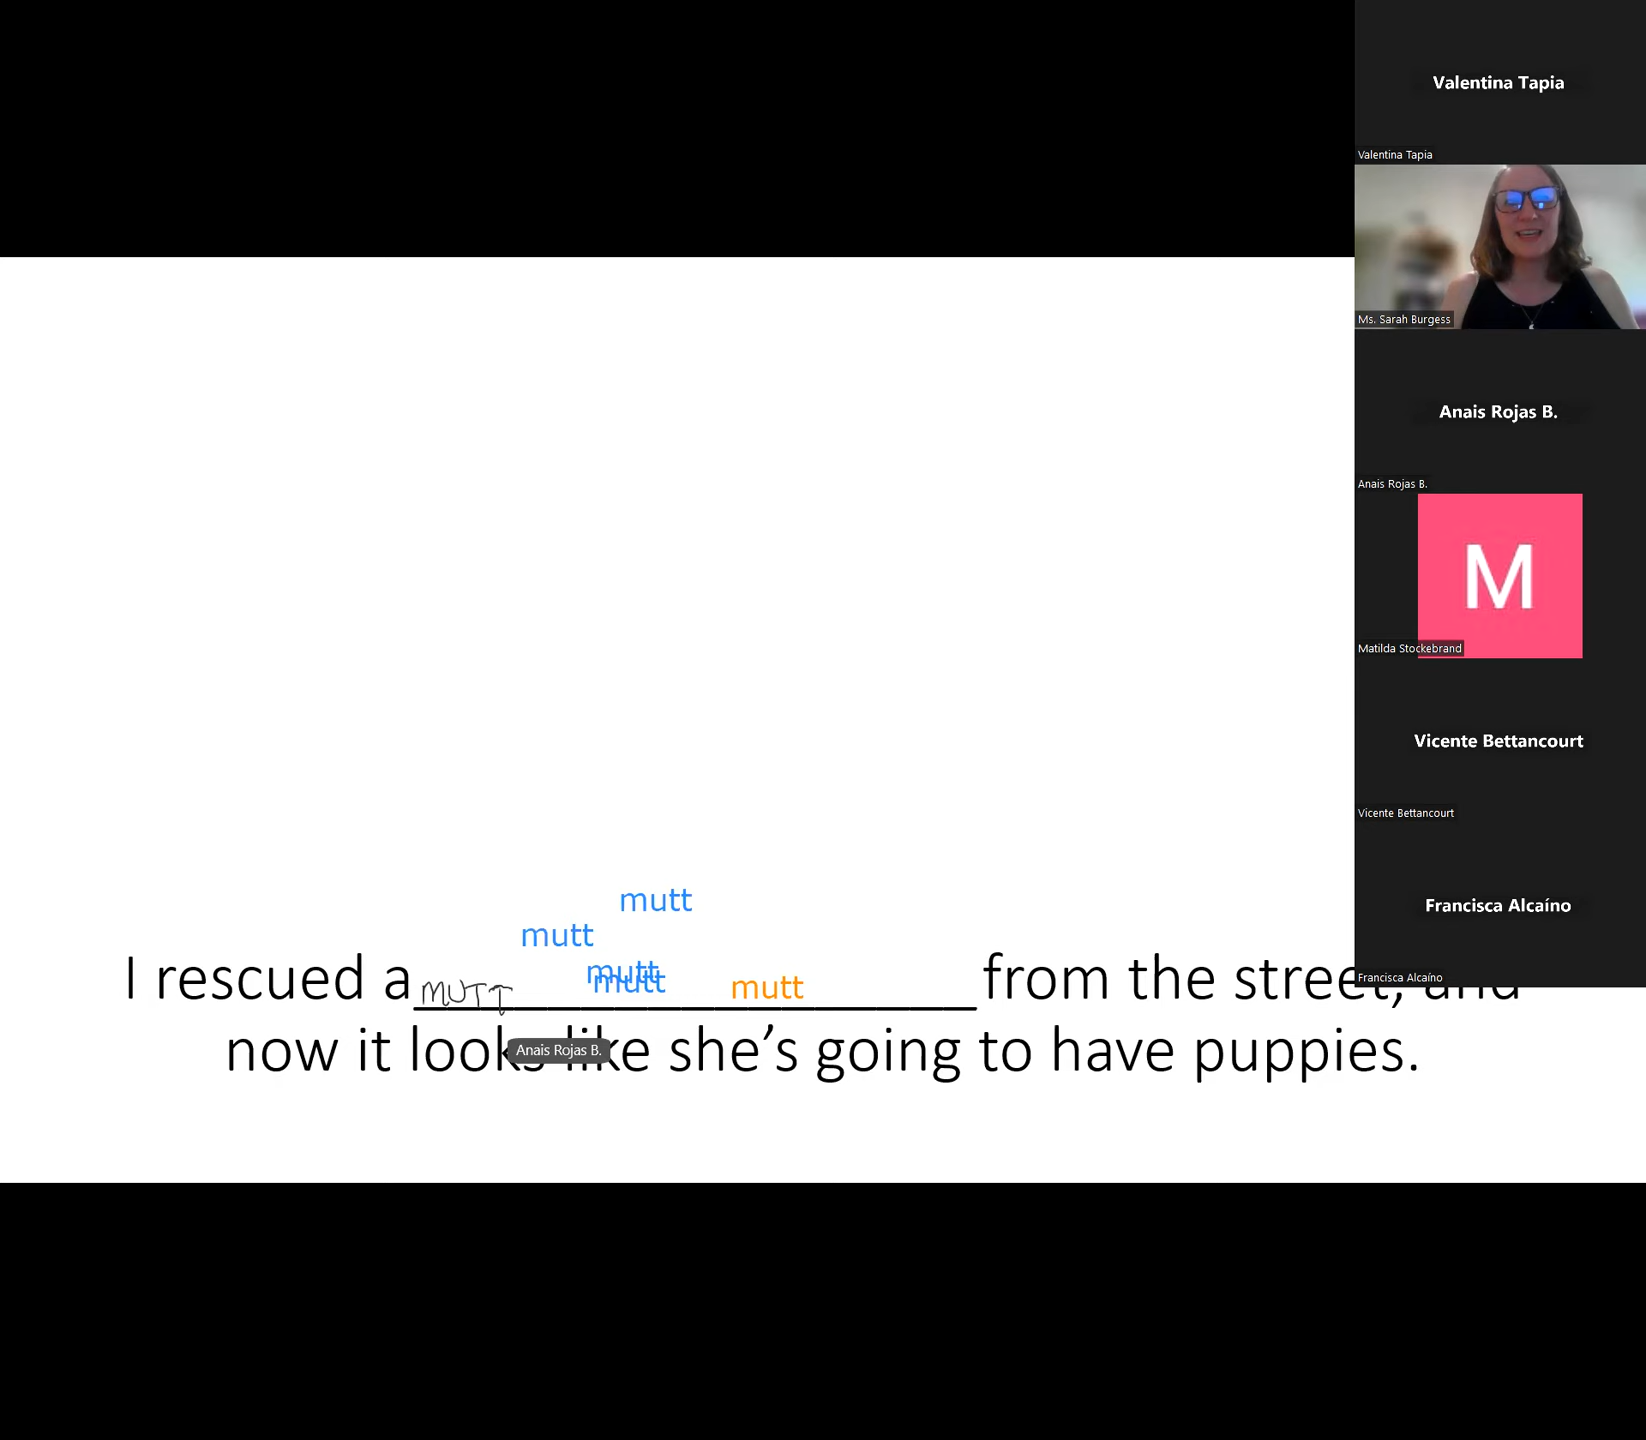 Valentina Tapia
Valentina Tapia
Ms. Sarah Burgess
Anais Rojas B.
Anais Rojas B.
M
Matilda Stockebrand
Vicente Bettancourt
Vicente Bettancourt
Francisca Alcaíno
Francisca Alcaíno
mutt
mutt
mutt
mutt
mutt
MUTT
I rescued a_________________from the street, and
now it looks like she’s going to have puppies.
Anais Rojas B.